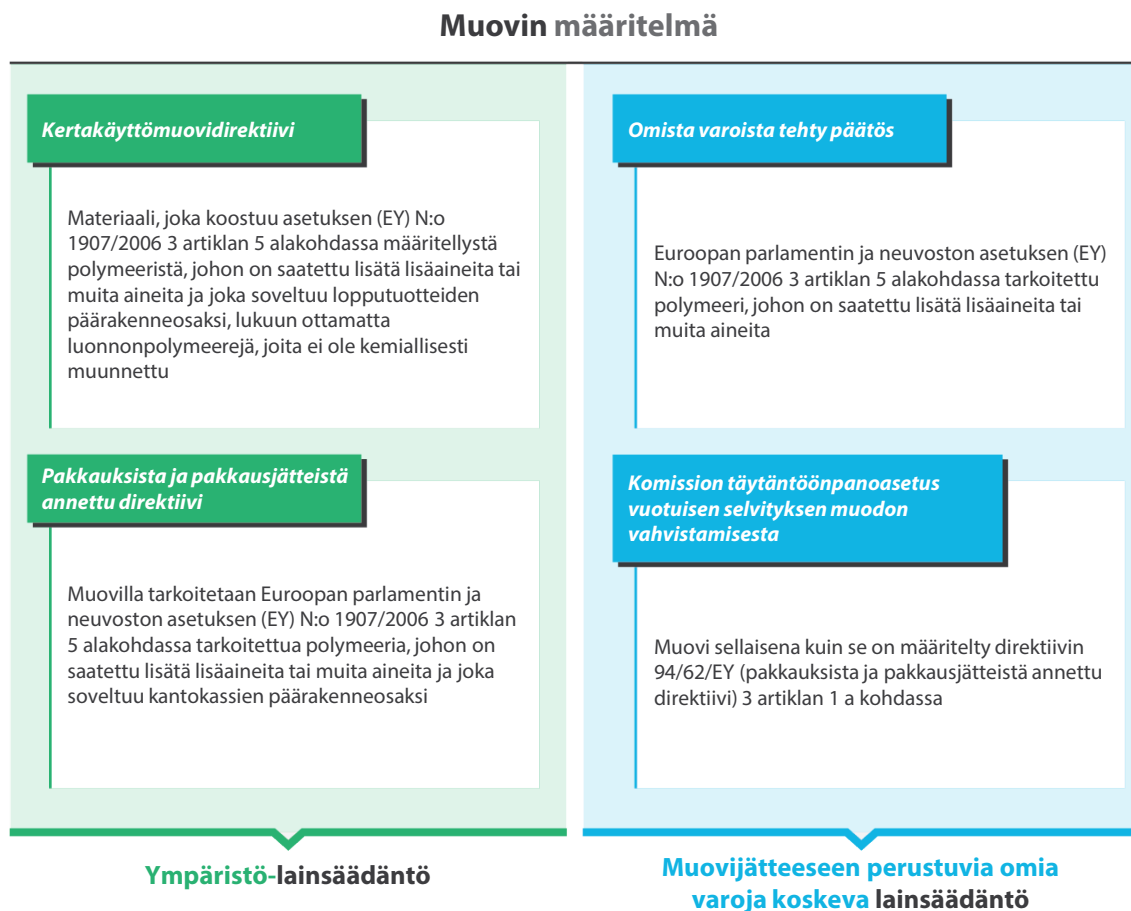 Muovin määritelmä
Kertakäyttömuovidirektiivi
Materiaali, joka koostuu asetuksen (EY) N:o
1907/2006 3 artiklan 5 alakohdassa määritellystä
polymeeristä, johon on saatettu lisätä lisäaineita tai
muita aineita ja joka soveltuu lopputuotteiden
päärakenneosaksi, lukuun ottamatta
luonnonpolymeerejä, joita ei ole kemiallisesti
muunnettu
Pakkauksista ja pakkausjätteistä
annettu direktiivi
Muovilla tarkoitetaan Euroopan parlamentin ja
neuvoston asetuksen (EY) N:o 1907/2006 3 artiklan
5 alakohdassa tarkoitettua polymeeria, johon on
saatettu lisätä lisäaineita tai muita aineita ja joka
soveltuu kantokassien päärakenneosaksi
Ympäristö-lainsäädäntö
Omista varoista tehty päätös
Euroopan parlamentin ja neuvoston asetuksen (EY)
N:o 1907/2006 3 artiklan 5 alakohdassa tarkoitettu
polymeeri, johon on saatettu lisätä lisäaineita tai
muita aineita
Komission täytäntöönpanoasetus
vuotuisen selvityksen muodon
vahvistamisesta
Muovi sellaisena kuin se on määritelty direktiivin
94/62/EY (pakkauksista ja pakkausjätteistä annettu
direktiivi) 3 artiklan 1 a kohdassa
Muovijätteeseen perustuvia omia
varoja koskeva lainsäädäntö